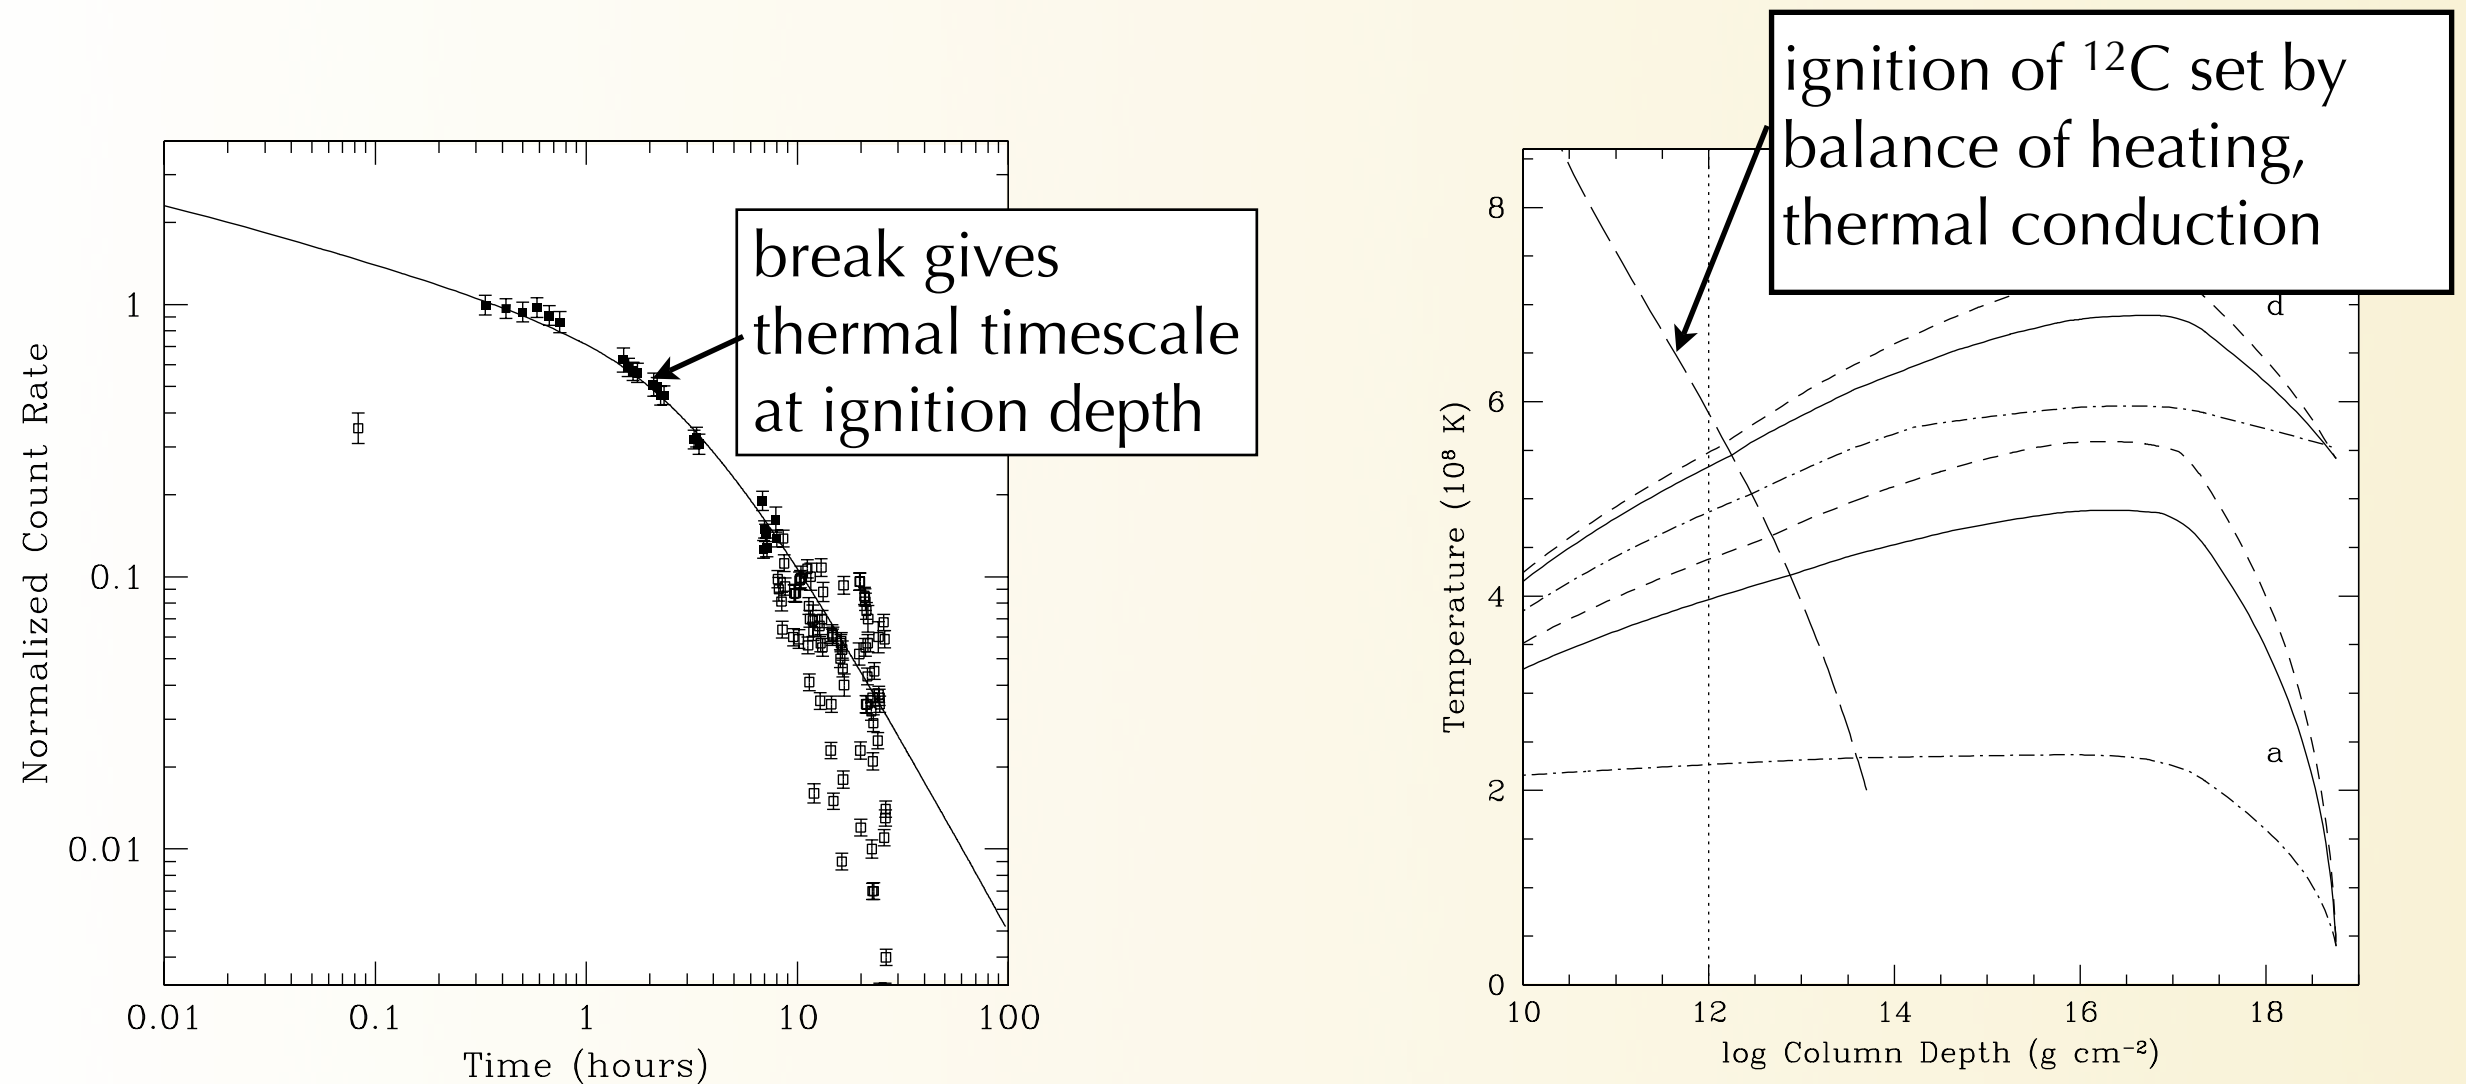 ignition of ¹²C set by
balance of heating,
thermal conduction
break gives
thermal timescale
at ignition depth
Normalized Count Rate
1
0.1
0.01
0.01 0.1 1 10 100
Time (hours)
Temperature (10⁸ K)
8
6
4
2
0
d
a
10 12 14 16 18
log Column Depth (g cm⁻²)